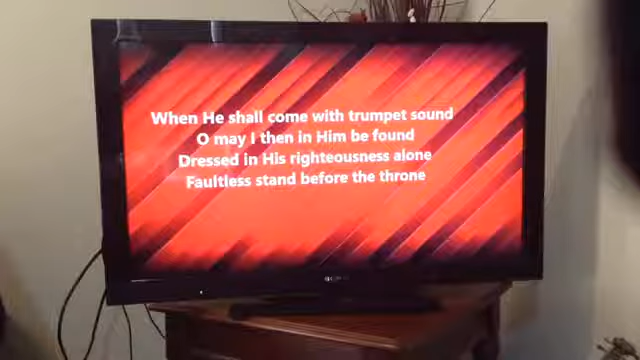 When He shall come with trumpet sound
O may I then in Him be found
Dressed in His righteousness alone
Faultless stand before the throne